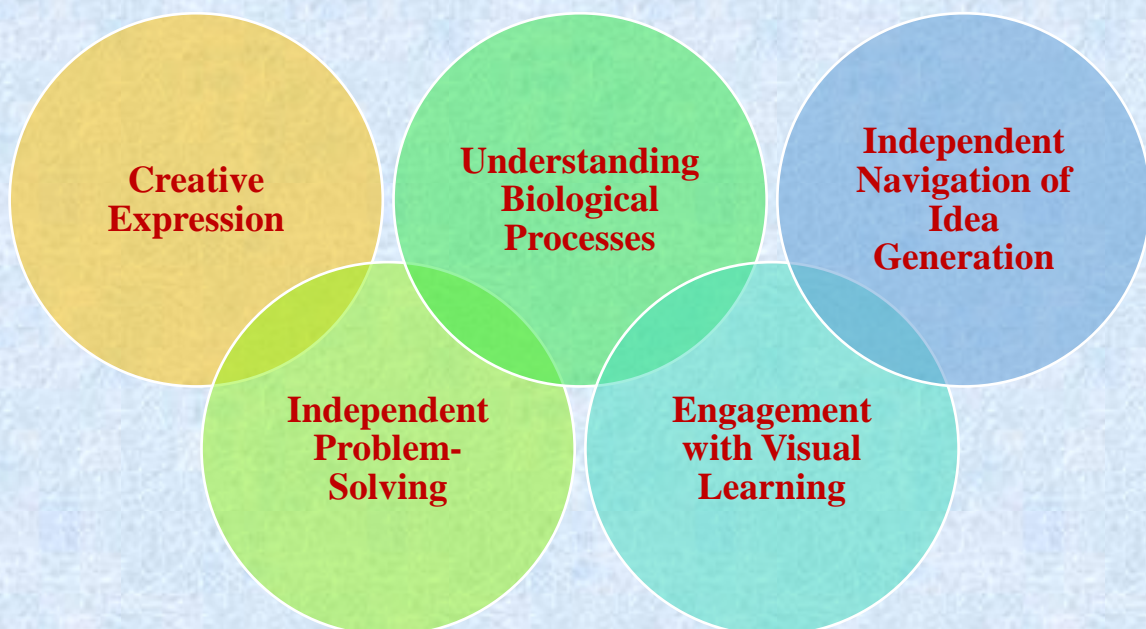 Creative
Expression
Understanding
Biological
Processes
Independent
Navigation of
Idea
Generation
Independent
Problem-
Solving
Engagement
with Visual
Learning